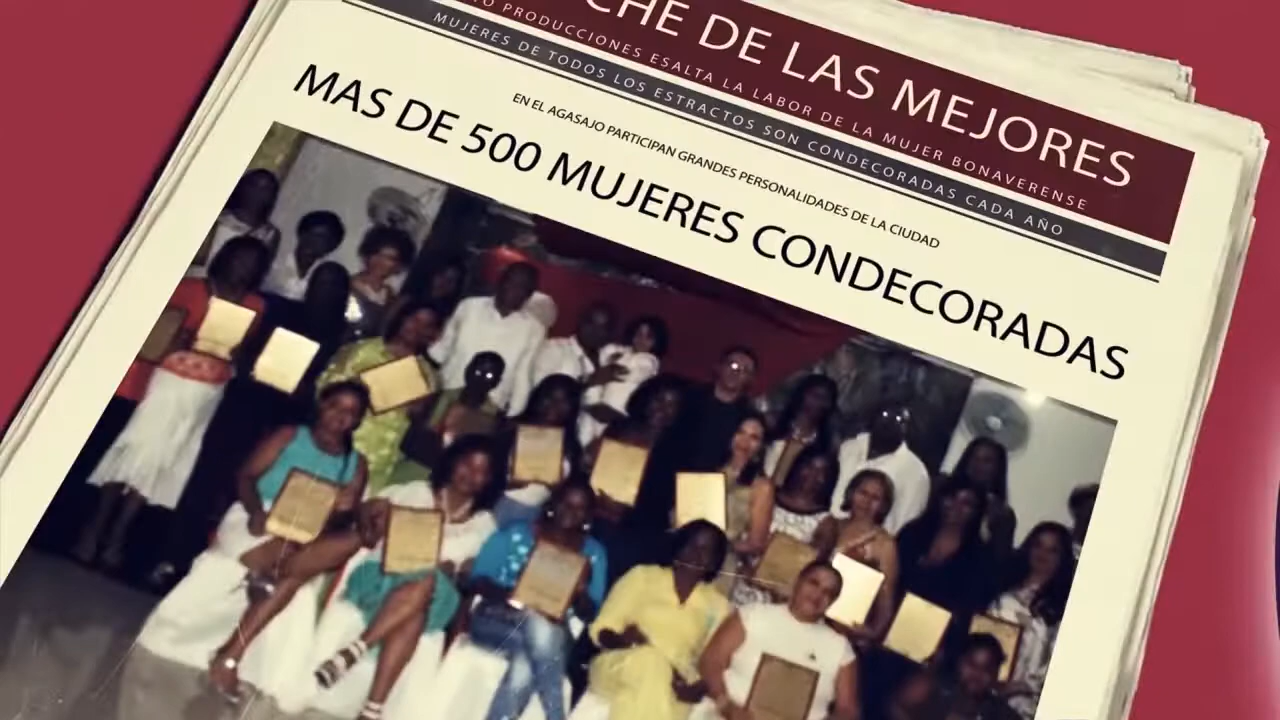 CHE DE LAS MEJORES
PRODUCCIONES ESALTA LA LABOR DE LA MUJER BONAVERENSE
MUJERES DE TODOS LOS ESTRACTOS SON CONDECORADAS CADA AÑO
EN EL AGASAJO PARTICIPAN GRANDES PERSONALIDADES DE LA CIUDAD
MAS DE 500 MUJERES CONDECORADAS